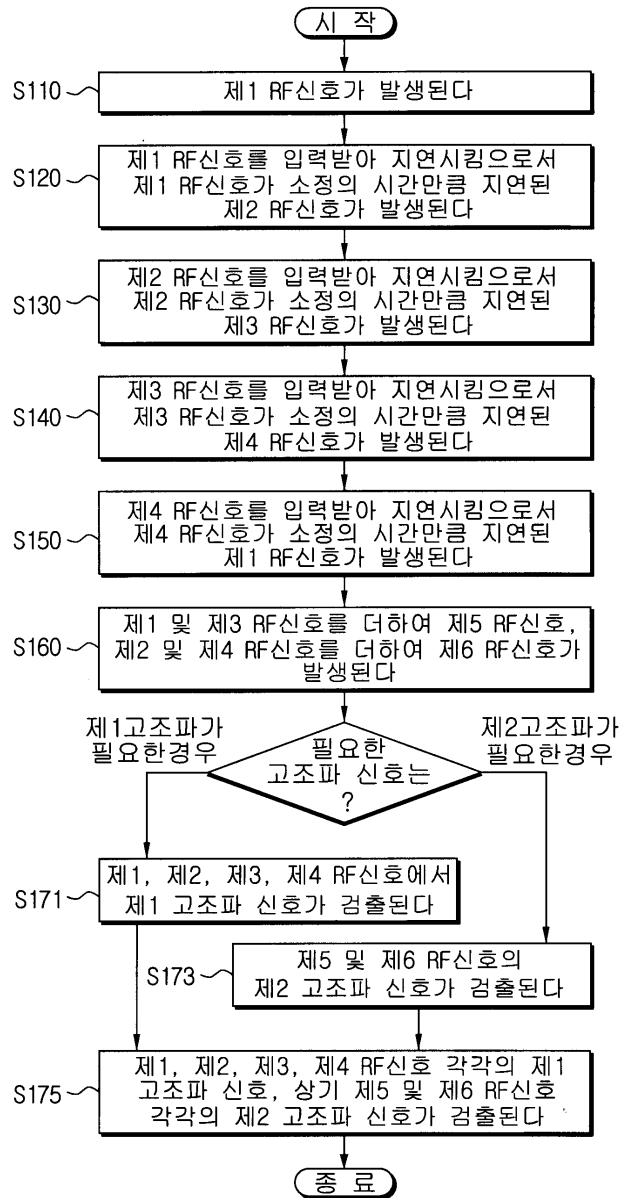 시 작
S110
제1 RF신호가 발생된다
S120
제1 RF신호를 입력받아 지연시킴으로서
제1 RF신호가 소정의 시간만큼 지연된
제2 RF신호가 발생된다
S130
제2 RF신호를 입력받아 지연시킴으로서
제2 RF신호가 소정의 시간만큼 지연된
제3 RF신호가 발생된다
S140
제3 RF신호를 입력받아 지연시킴으로서
제3 RF신호가 소정의 시간만큼 지연된
제4 RF신호가 발생된다
S150
제4 RF신호를 입력받아 지연시킴으로서
제4 RF신호가 소정의 시간만큼 지연된
제1 RF신호가 발생된다
S160
제1 및 제3 RF신호를 더하여 제5 RF신호,
제2 및 제4 RF신호를 더하여 제6 RF신호가
발생된다
제1고조파가
필요한경우
필요한
고조파 신호는
?
제2고조파가
필요한경우
S171
제1, 제2, 제3, 제4 RF신호에서
제1 고조파 신호가 검출된다
S173
제5 및 제6 RF신호의
제2 고조파 신호가 검출된다
S175
제1, 제2, 제3, 제4 RF신호 각각의 제1
고조파 신호, 상기 제5 및 제6 RF신호
각각의 제2 고조파 신호가 검출된다
종 료